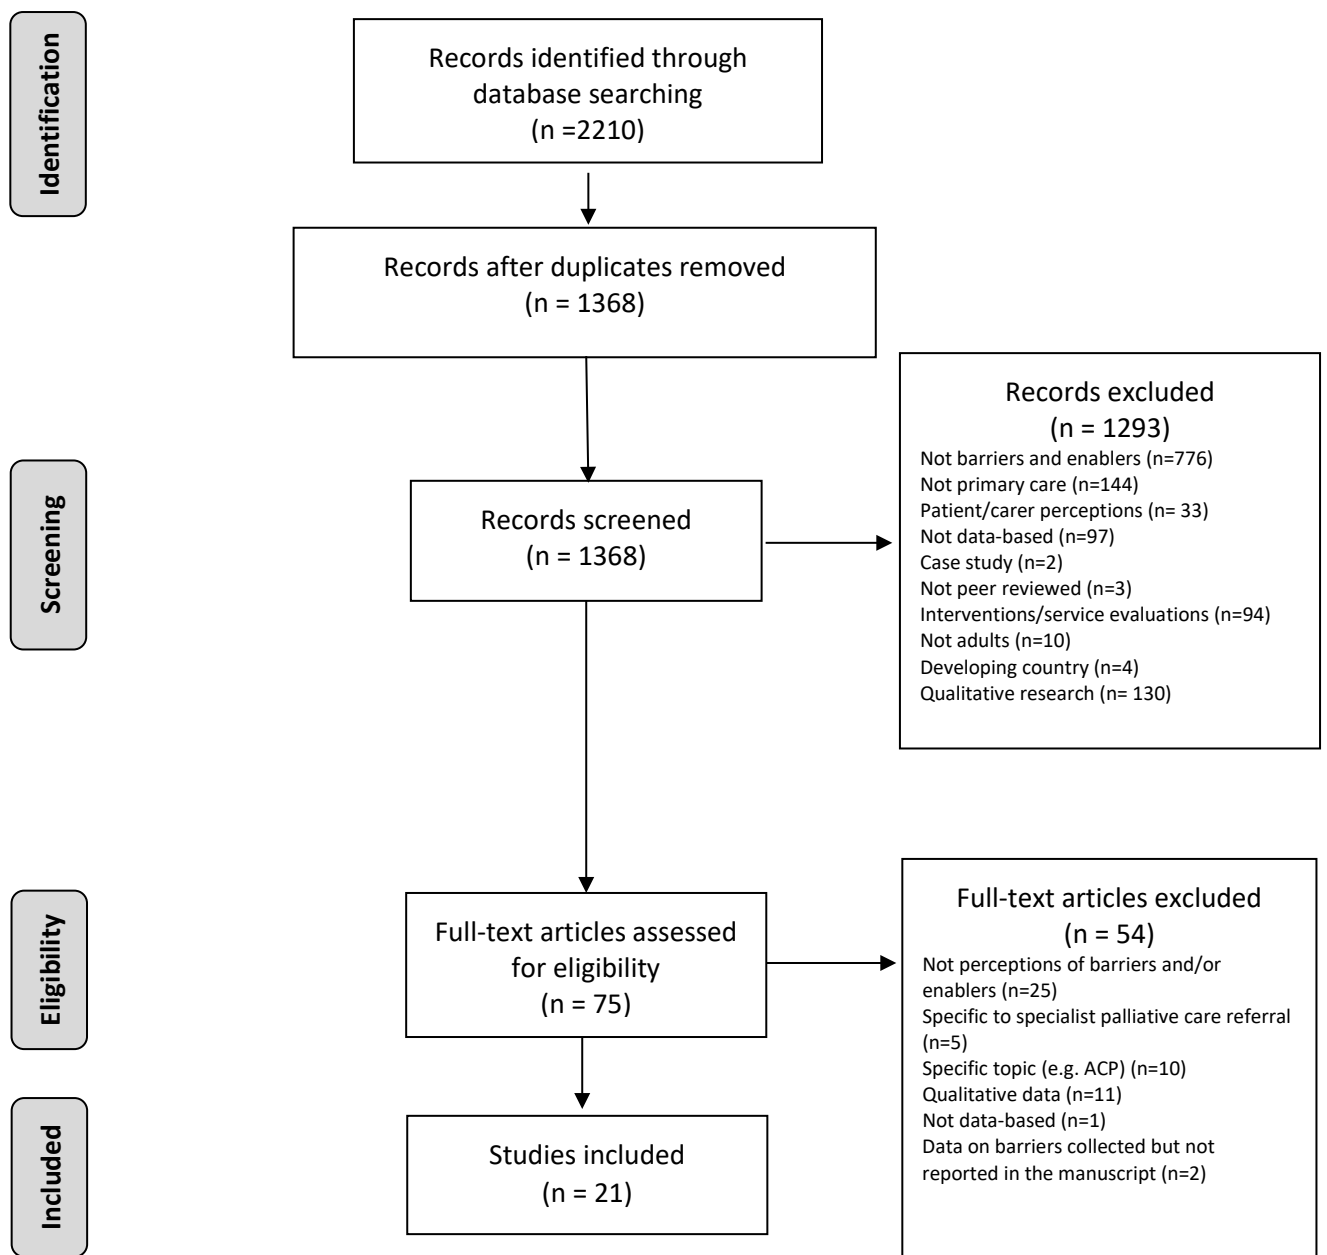 Identification
Records identified through
database searching
(n =2210)
Records after duplicates removed
(n = 1368)
Screening
Records screened
(n = 1368)
Records excluded
(n = 1293)
Not barriers and enablers (n=776)
Not primary care (n=144)
Patient/carer perceptions (n= 33)
Not data-based (n=97)
Case study (n=2)
Not peer reviewed (n=3)
Interventions/service evaluations (n=94)
Not adults (n=10)
Developing country (n=4)
Qualitative research (n= 130)
Eligibility
Full-text articles assessed
for eligibility
(n = 75)
Full-text articles excluded
(n = 54)
Not perceptions of barriers and/or
enablers (n=25)
Specific to specialist palliative care referral
(n=5)
Specific topic (e.g. ACP) (n=10)
Qualitative data (n=11)
Not data-based (n=1)
Data on barriers collected but not
reported in the manuscript (n=2)
Included
Studies included
(n = 21)